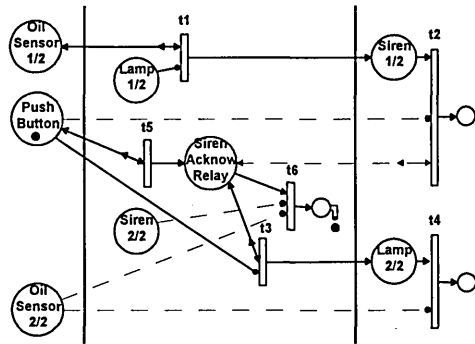 Oil
Sensor
1/2
t1
Lamp
1/2
Siren
1/2
t2
Push
Button
t5
Siren
Acknow
Relay
t6
Siren
2/2
t3
Lamp
2/2
t4
Oil
Sensor
2/2